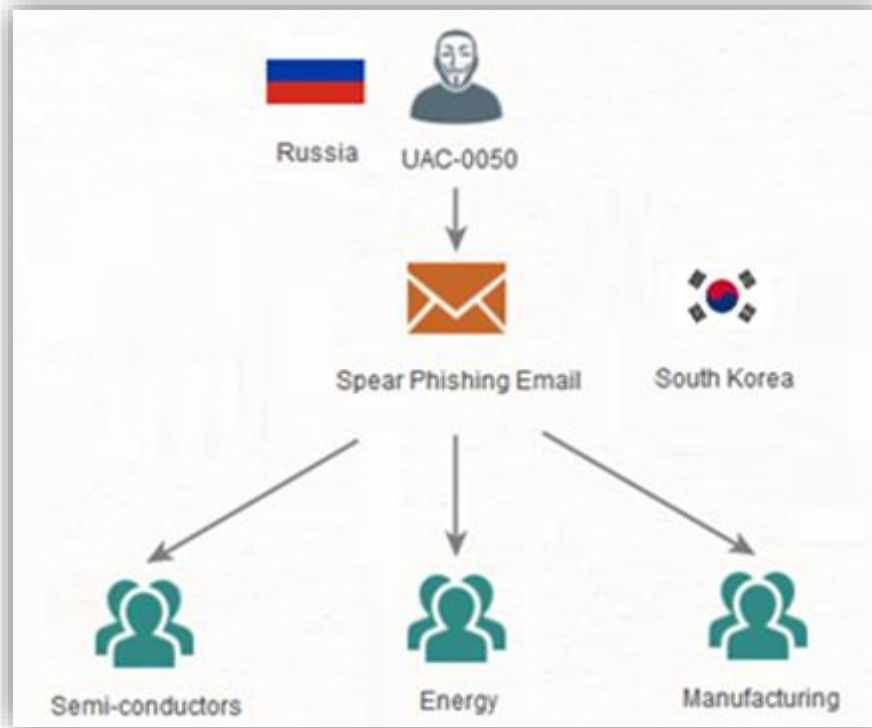 Russia
UAC-0050
Spear Phishing Email
South Korea
Semi-conductors
Energy
Manufacturing